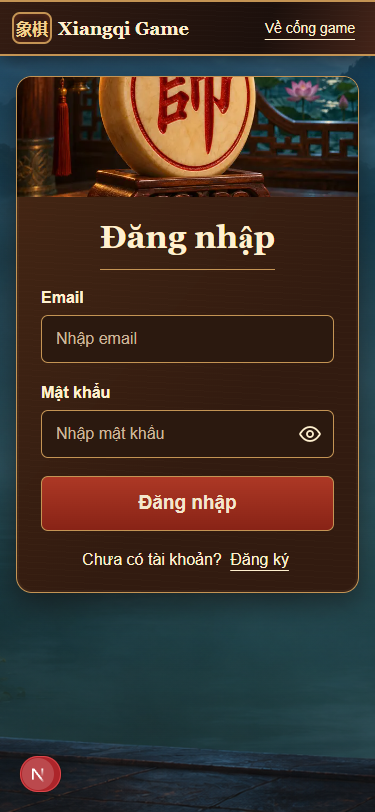 象棋 Xiangqi Game
Về cổng game
帥
Đăng nhập
Email
Nhập email
Mật khẩu
Nhập mật khẩu
Đăng nhập
Chưa có tài khoản? Đăng ký
N